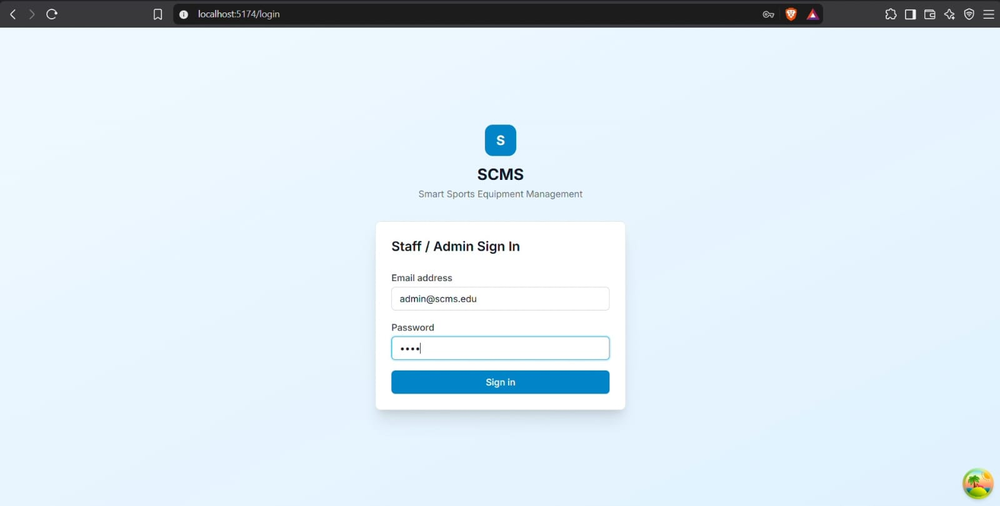 localhost:5174/login
S
SCMS
Smart Sports Equipment Management
Staff / Admin Sign In
Email address
admin@scms.edu
Password
••••
Sign in